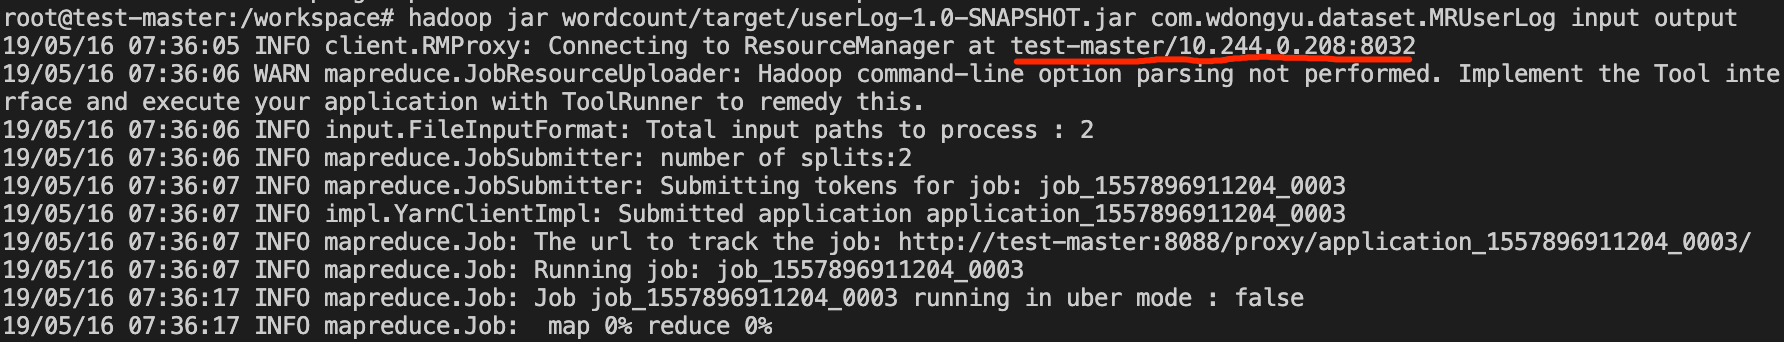 root@test-master:/workspace# hadoop jar wordcount/target/userLog-1.0-SNAPSHOT.jar com.wdongyu.dataset.MRUserLog input output
19/05/16 07:36:05 INFO client.RMProxy: Connecting to ResourceManager at test-master/10.244.0.208:8032
19/05/16 07:36:06 WARN mapreduce.JobResourceUploader: Hadoop command-line option parsing not performed. Implement the Tool inte
rface and execute your application with ToolRunner to remedy this.
19/05/16 07:36:06 INFO input.FileInputFormat: Total input paths to process : 2
19/05/16 07:36:06 INFO mapreduce.JobSubmitter: number of splits:2
19/05/16 07:36:07 INFO mapreduce.JobSubmitter: Submitting tokens for job: job_1557896911204_0003
19/05/16 07:36:07 INFO impl.YarnClientImpl: Submitted application application_1557896911204_0003
19/05/16 07:36:07 INFO mapreduce.Job: The url to track the job: http://test-master:8088/proxy/application_1557896911204_0003/
19/05/16 07:36:07 INFO mapreduce.Job: Running job: job_1557896911204_0003
19/05/16 07:36:17 INFO mapreduce.Job: Job job_1557896911204_0003 running in uber mode : false
19/05/16 07:36:17 INFO mapreduce.Job:  map 0% reduce 0%